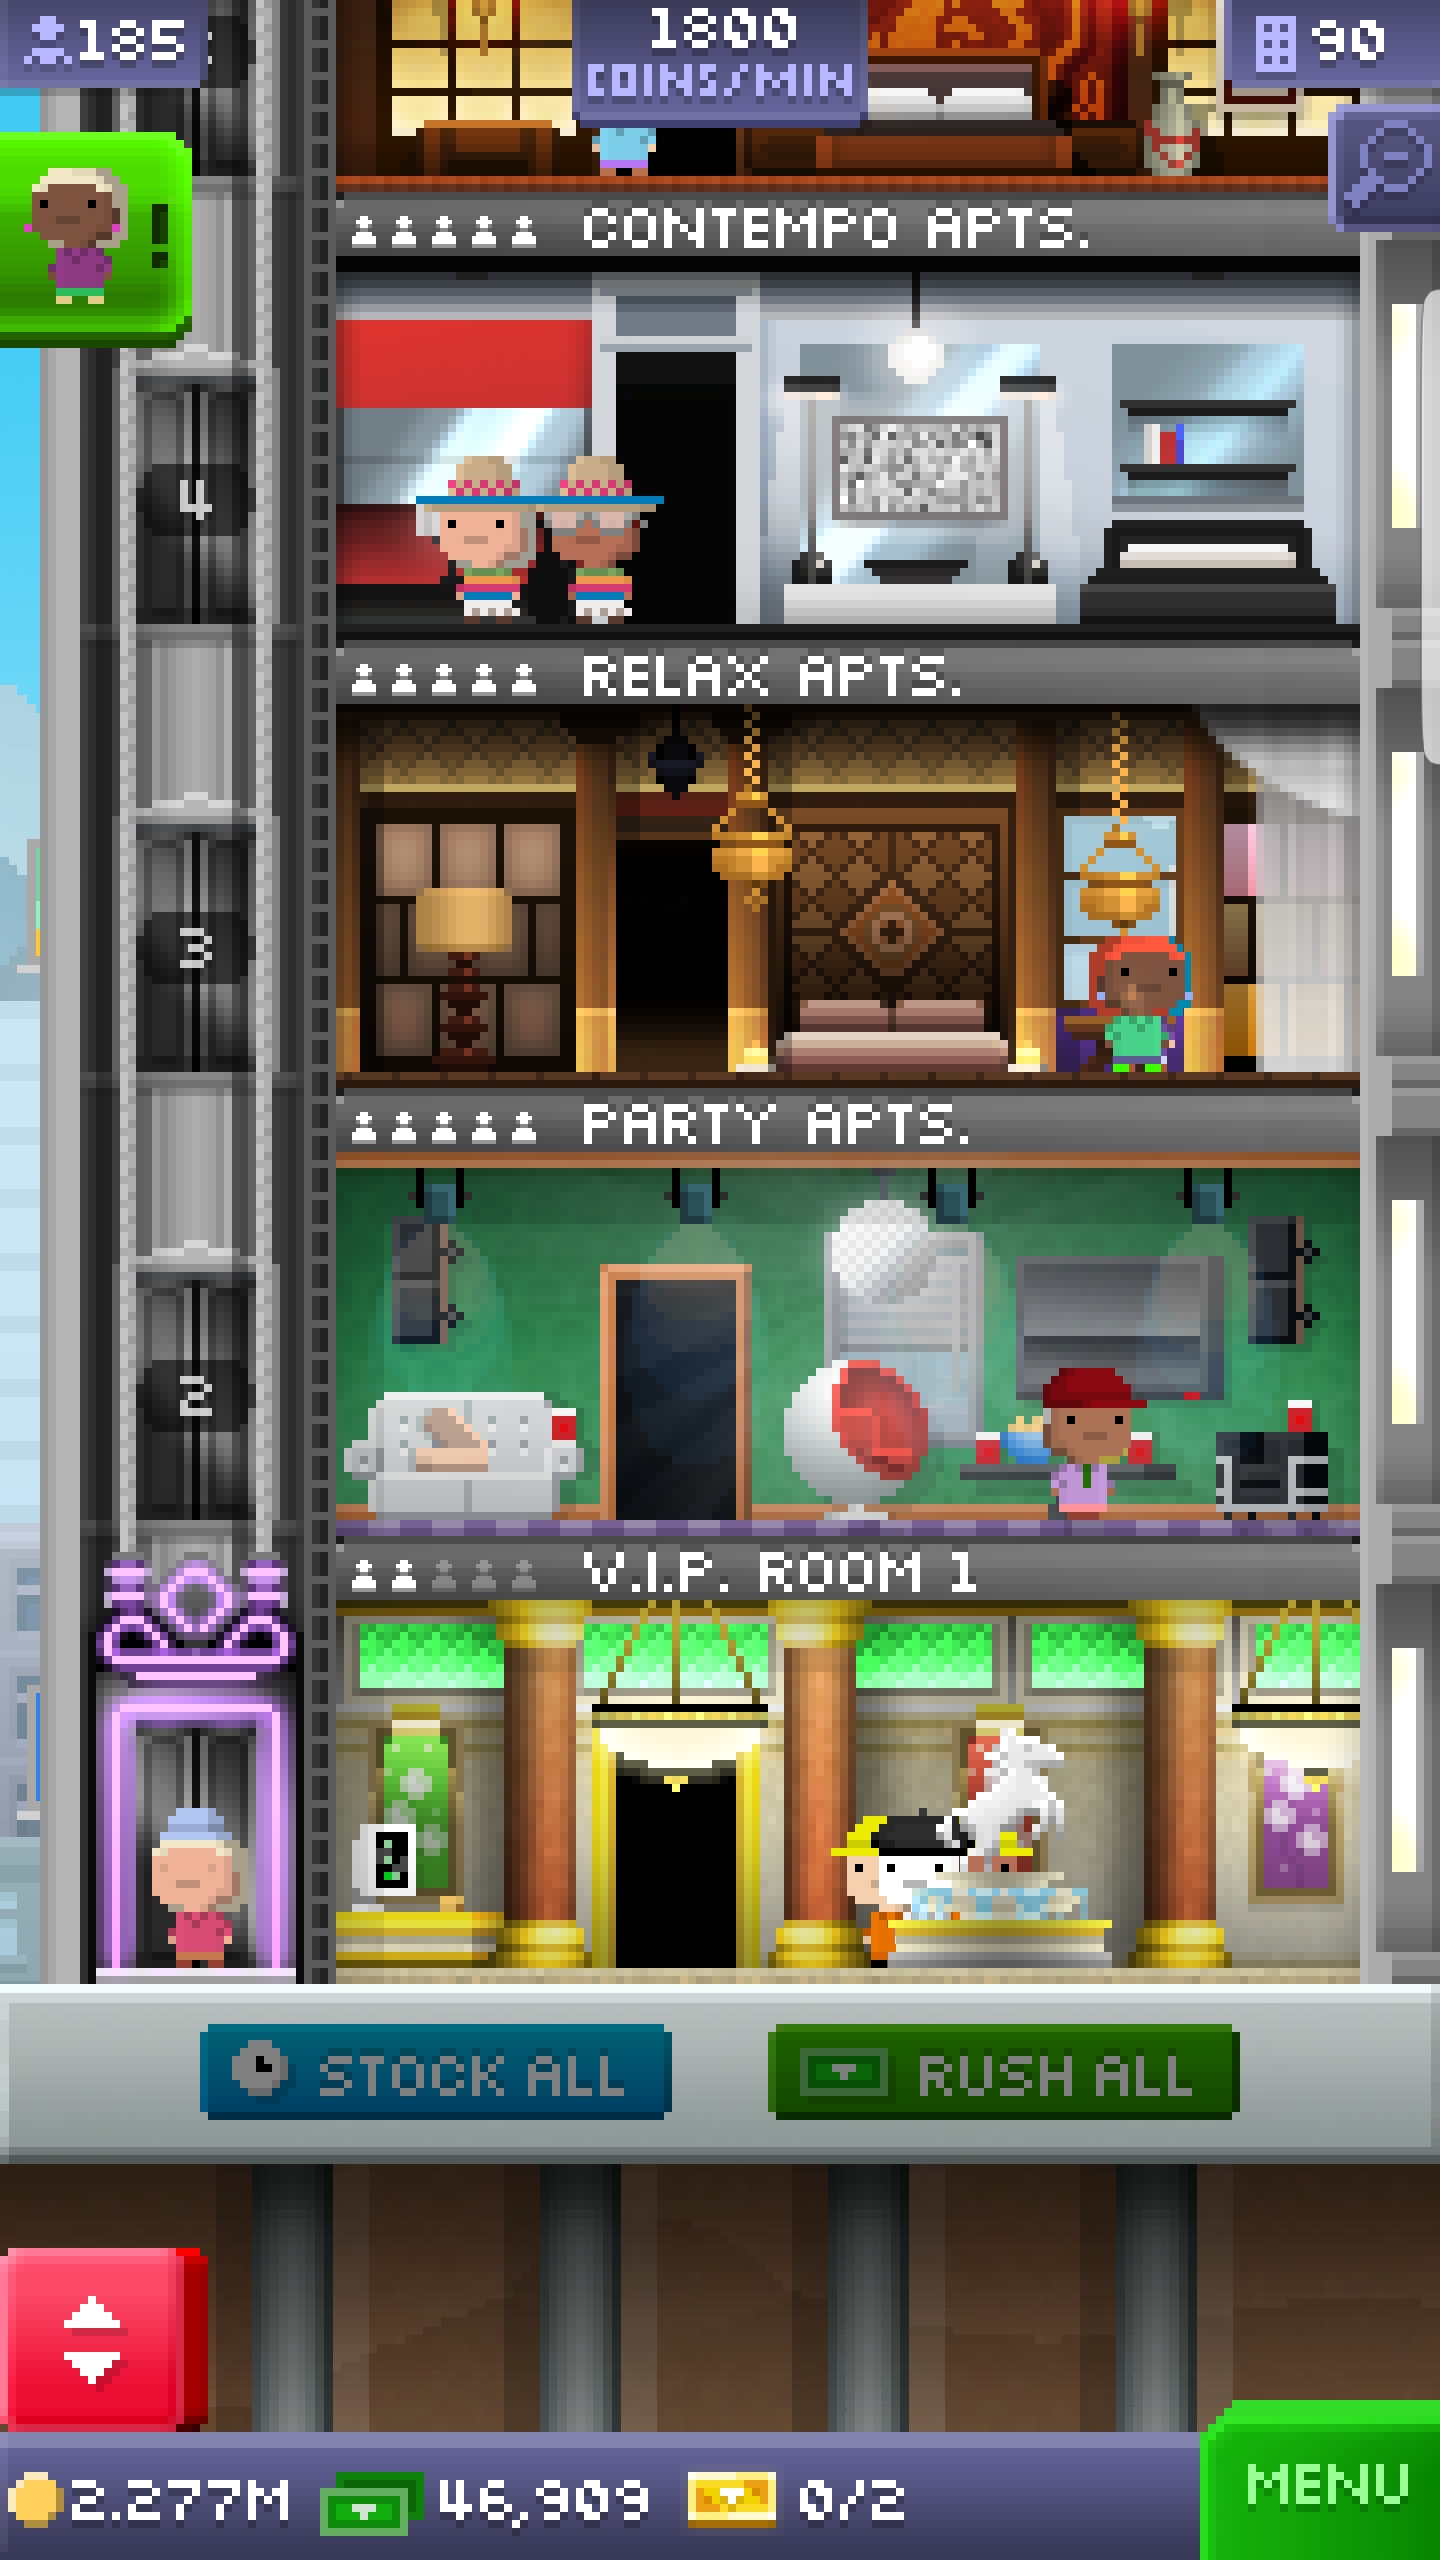 185
1800
COINS/MIN
90
!
CONTEMPO APTS.
4
RELAX APTS.
3
PARTY APTS.
2
V.I.P. ROOM 1
STOCK ALL
RUSH ALL
2.277M
46,909
0/2
MENU